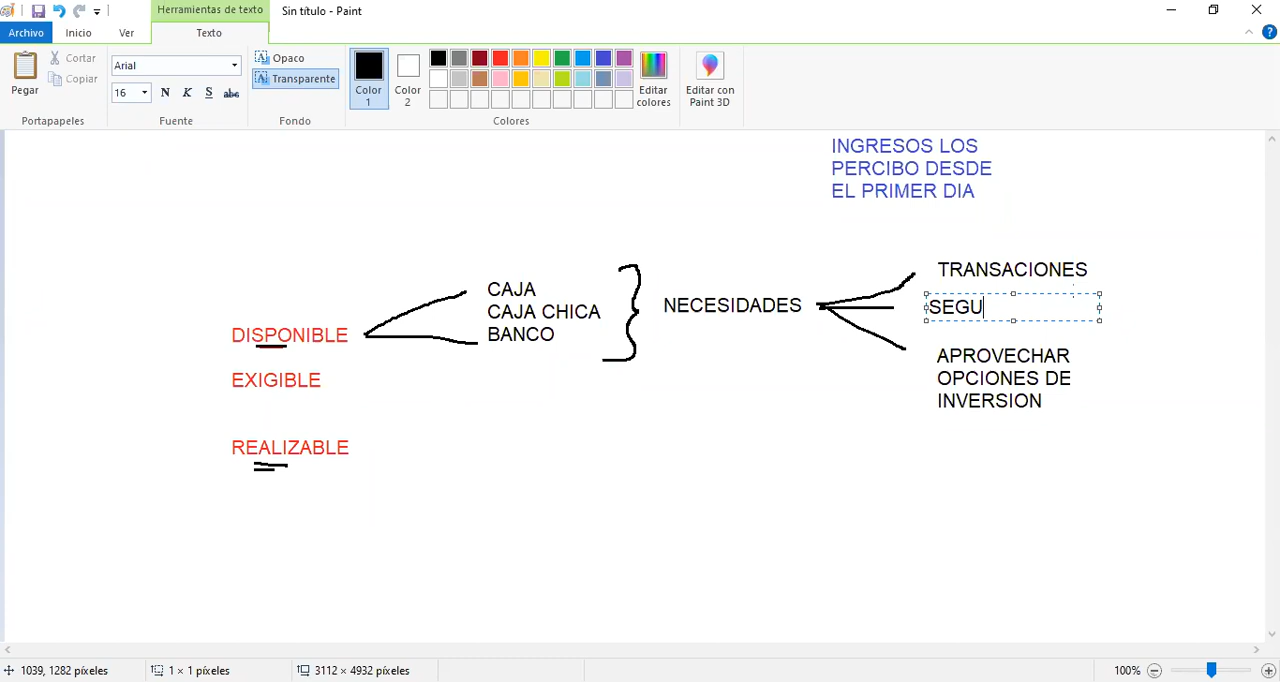 Herramientas de texto
Sin título - Paint
Archivo
Inicio
Ver
Texto
Pegar
Cortar
Copiar
Portapapeles
Arial
16
N K S abc
Fuente
Opaco
Transparente
Fondo
Color 1
Color 2
Editar colores
Colores
Editar con Paint 3D
INGRESOS LOS
PERCIBO DESDE
EL PRIMER DIA
DISPONIBLE
EXIGIBLE
REALIZABLE
CAJA
CAJA CHICA
BANCO
NECESIDADES
TRANSACIONES
SEGU
APROVECHAR
OPCIONES DE
INVERSION
1039, 1282 píxeles
1 × 1 píxeles
3112 × 4932 píxeles
100%